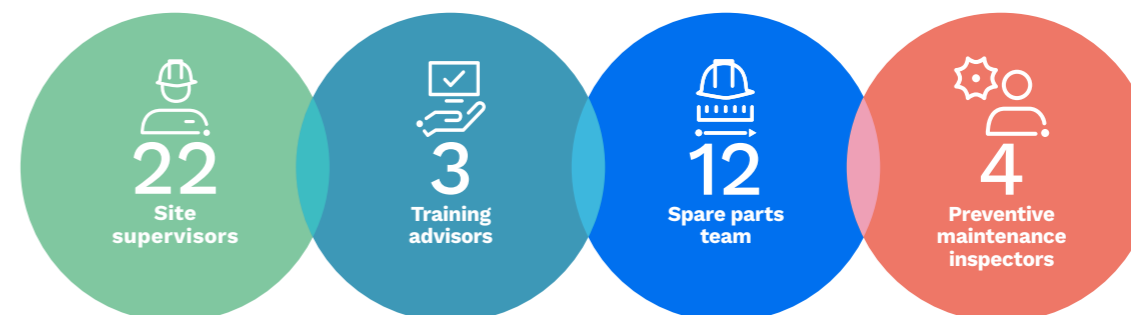 22
Site
supervisors
3
Training
advisors
12
Spare parts
team
4
Preventive
maintenance
inspectors